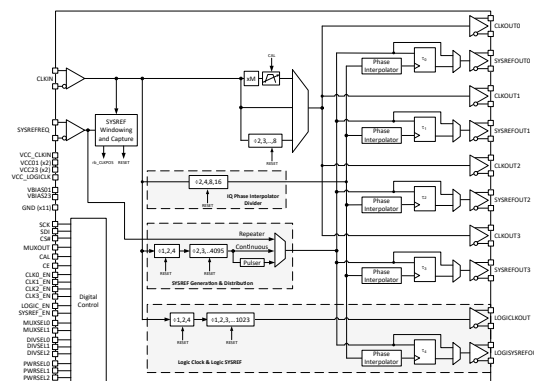 CLKIN
SYSREFREQ
SYSREF
Windowing
and Capture
rb_CLKPOS
RESET
VCC_CLKIN
VCC01 (x2)
VCC23 (x2)
VCC_LOGICLK
VBIAS01
VBIAS23
GND (x11)
SCK
SDI
CS#
MUXOUT
CAL
CE
CLK0_EN
CLK1_EN
CLK2_EN
CLK3_EN
LOGIC_EN
SYSREF_EN
MUXSEL0
MUXSEL1
DIVSEL0
DIVSEL1
DIVSEL2
PWRSEL0
PWRSEL1
PWRSEL2
Digital
Control
CAL
xM
÷2,3,...,8
RESET
÷2,4,8,16
RESET
IQ Phase Interpolator
Divider
Repeater
Continuous
÷1,2,4
÷2,3,...4095
Pulser
RESET
RESET
SYSREF Generation & Distribution
÷1,2,4
÷1,2,3,...1023
RESET
RESET
Logic Clock & Logic SYSREF
CLKOUT0
Phase
Interpolator
τ0
SYSREFOUT0
CLKOUT1
Phase
Interpolator
τ1
SYSREFOUT1
CLKOUT2
Phase
Interpolator
τ2
SYSREFOUT2
CLKOUT3
Phase
Interpolator
τ3
SYSREFOUT3
LOGICLKOUT
Phase
Interpolator
τ4
LOGISYSREFOU